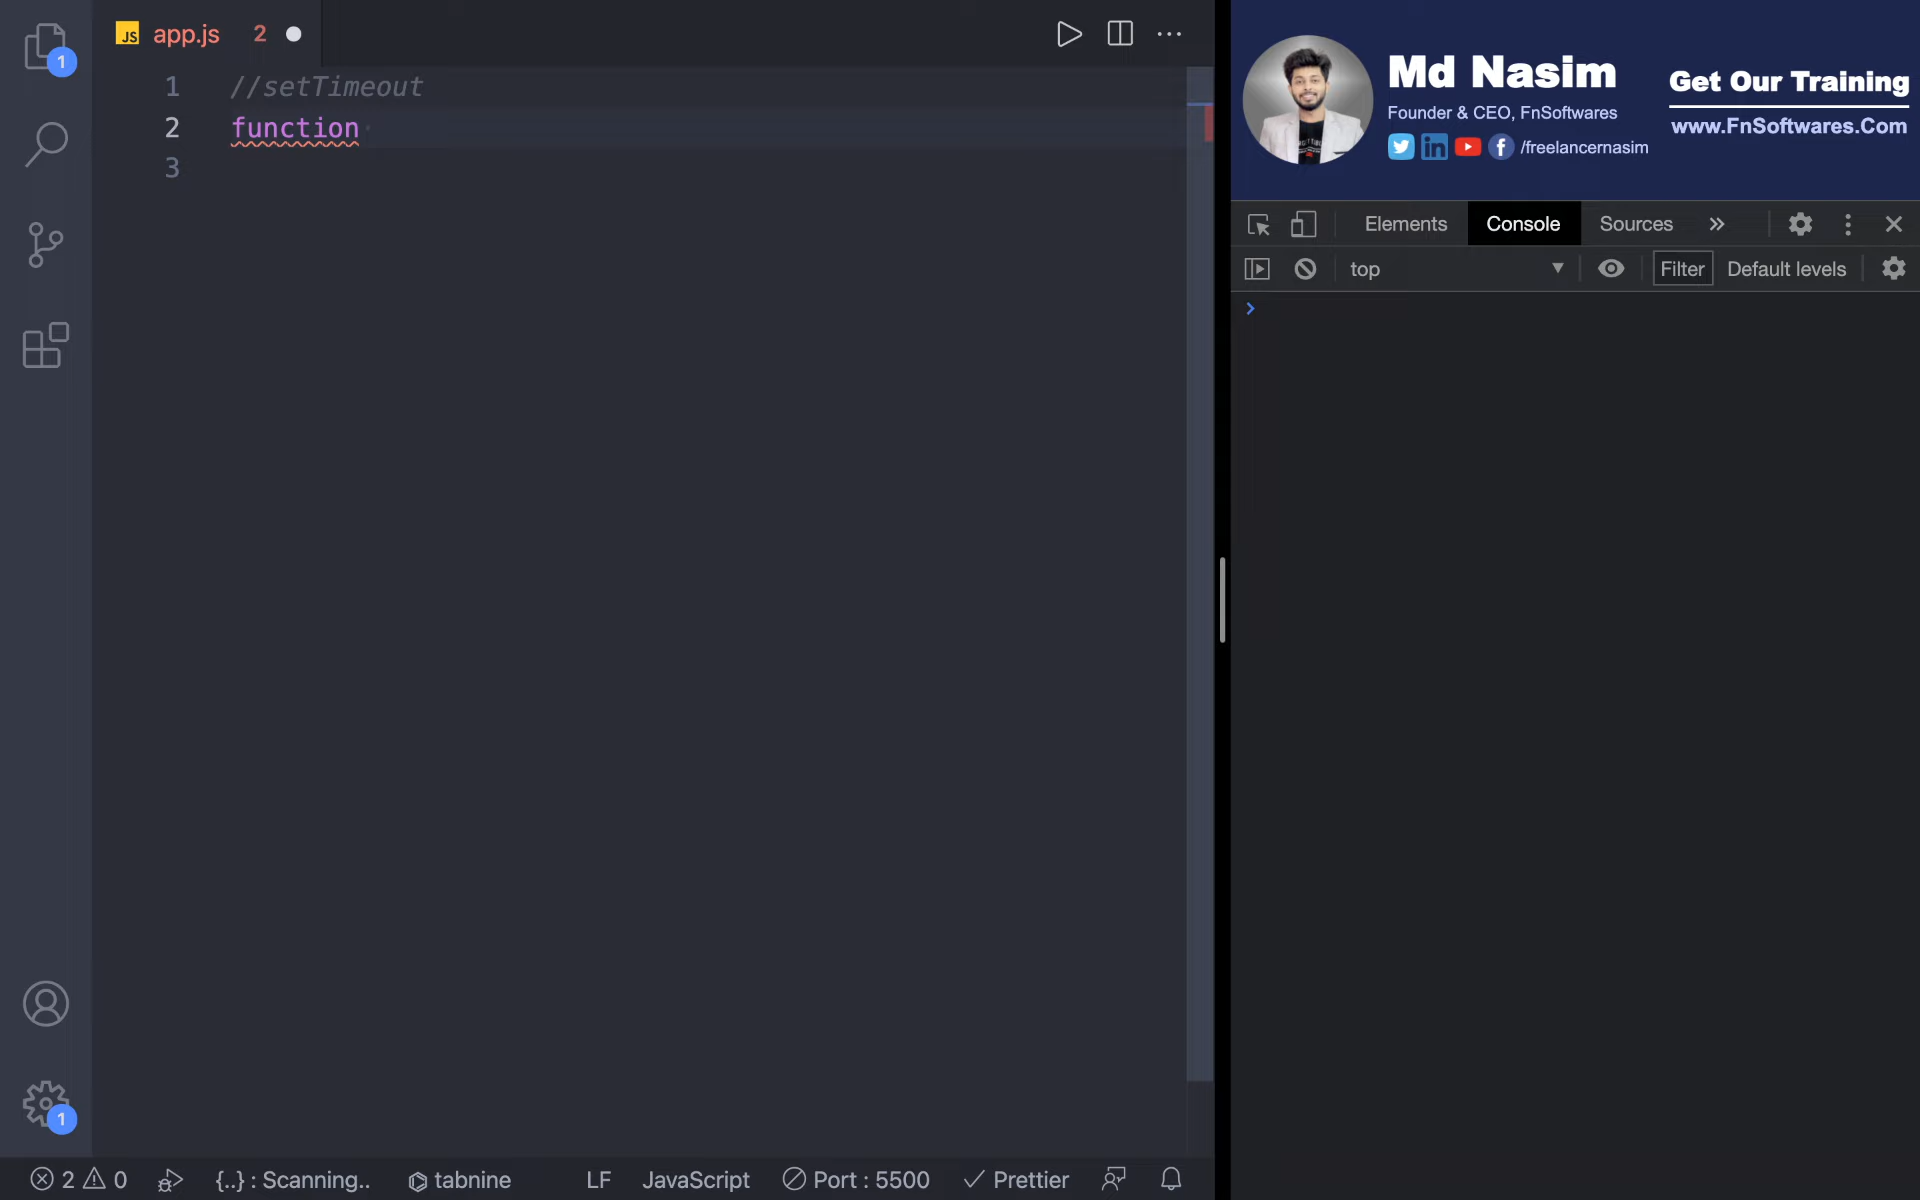 JS app.js 2
1 //setTimeout
2 function
3
1
1
2 0 {..} : Scanning.. tabnine LF JavaScript Port : 5500 Prettier
Md Nasim
Founder & CEO, FnSoftwares
/freelancernasim
Get Our Training
www.FnSoftwares.Com
Elements Console Sources
top Filter Default levels